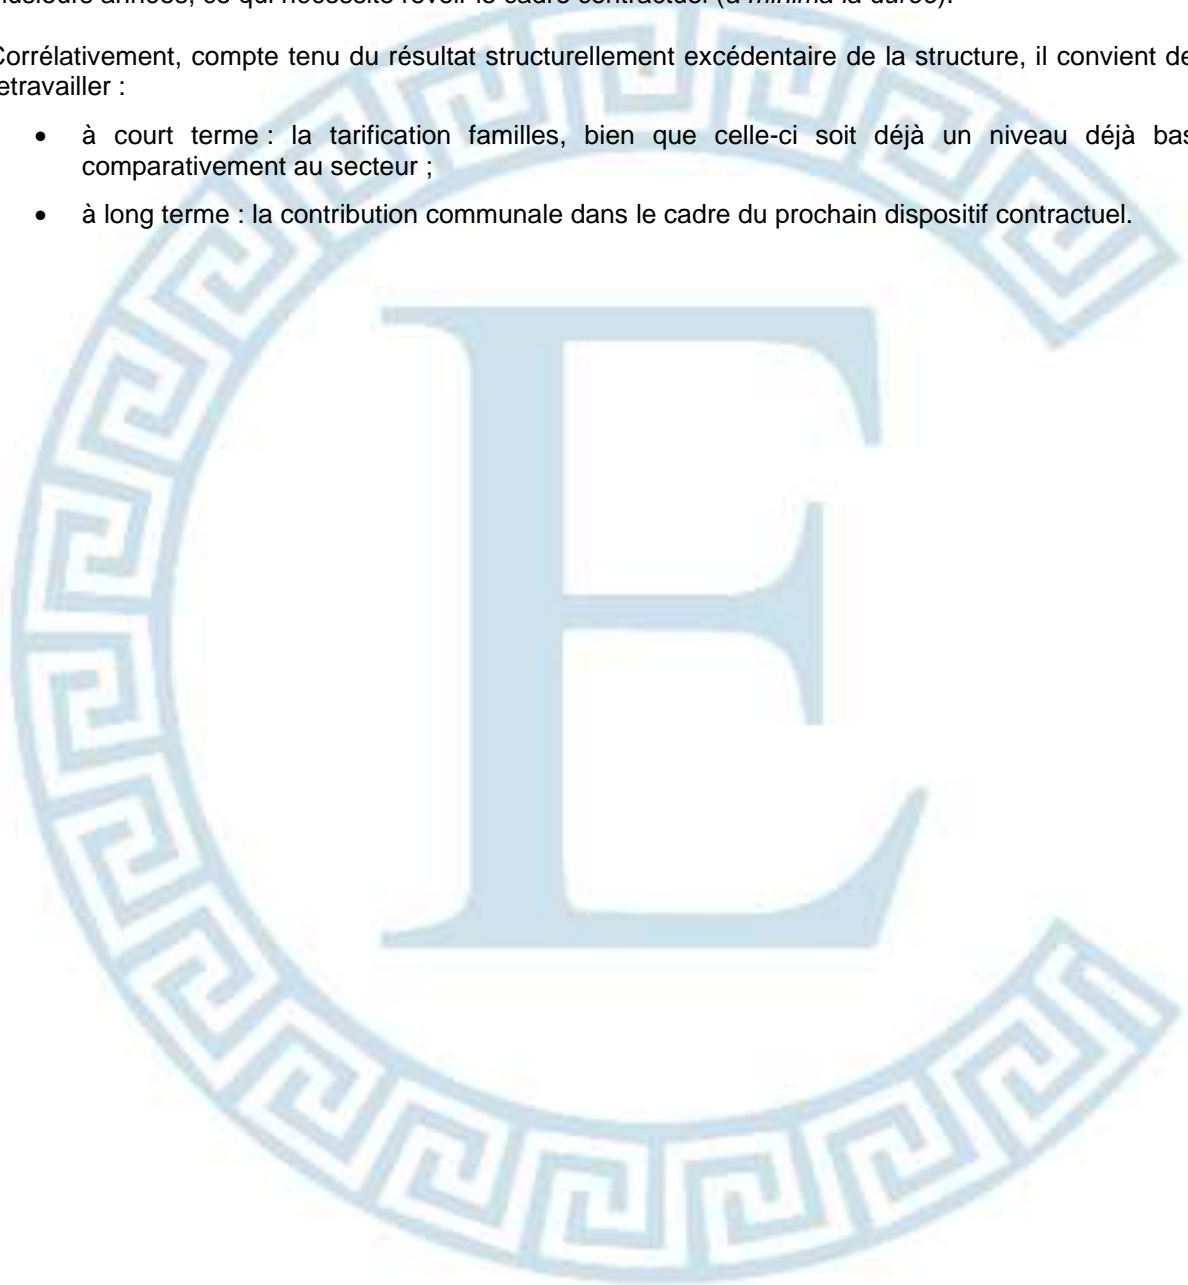 plusieurs années, ce qui nécessite revoir le cadre contractuel (a minima la durée).
Corrélativement, compte tenu du résultat structurellement excédentaire de la structure, il convient de
retravailler :
• à court terme : la tarification familles, bien que celle-ci soit déjà un niveau déjà bas
comparativement au secteur ;
• à long terme : la contribution communale dans le cadre du prochain dispositif contractuel.
E